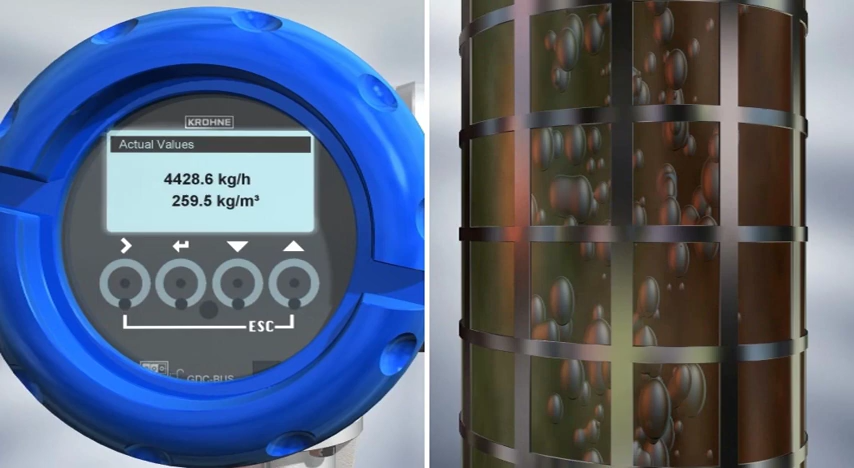 KROHNE
Actual Values
4428.6 kg/h
259.5 kg/m³
ESC
GDC-BUS